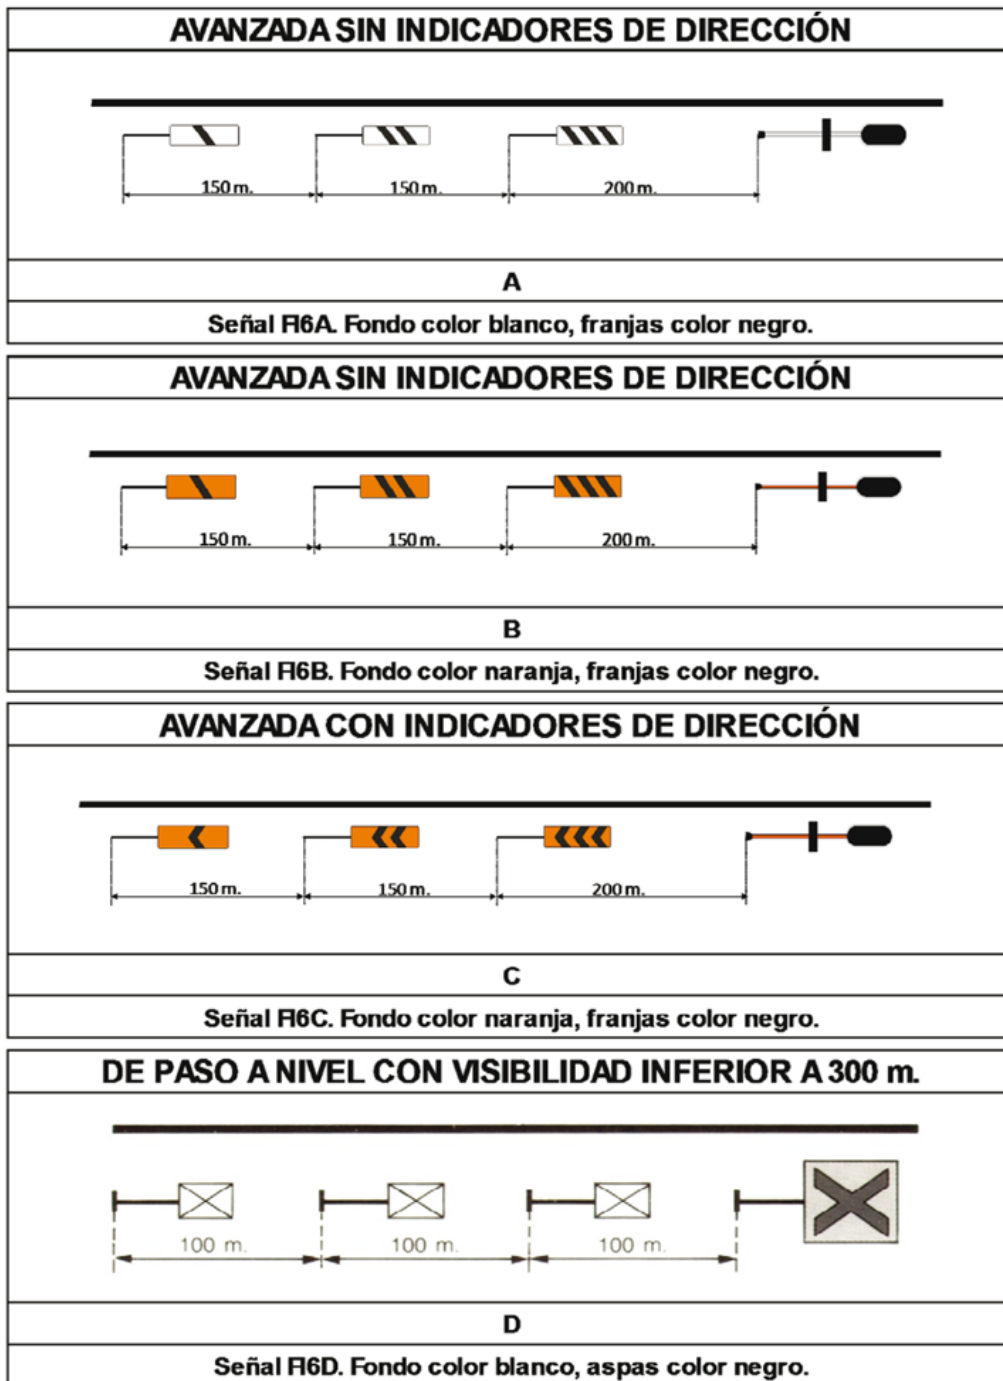 AVANZADA SIN INDICADORES DE DIRECCIÓN
150 m. 150 m. 200 m.
A
Señal FI6A. Fondo color blanco, franjas color negro.
AVANZADA SIN INDICADORES DE DIRECCIÓN
150 m. 150 m. 200 m.
B
Señal FI6B. Fondo color naranja, franjas color negro.
AVANZADA CON INDICADORES DE DIRECCIÓN
150 m. 150 m. 200 m.
C
Señal FI6C. Fondo color naranja, franjas color negro.
DE PASO A NIVEL CON VISIBILIDAD INFERIOR A 300 m.
100 m. 100 m. 100 m.
D
Señal FI6D. Fondo color blanco, aspas color negro.